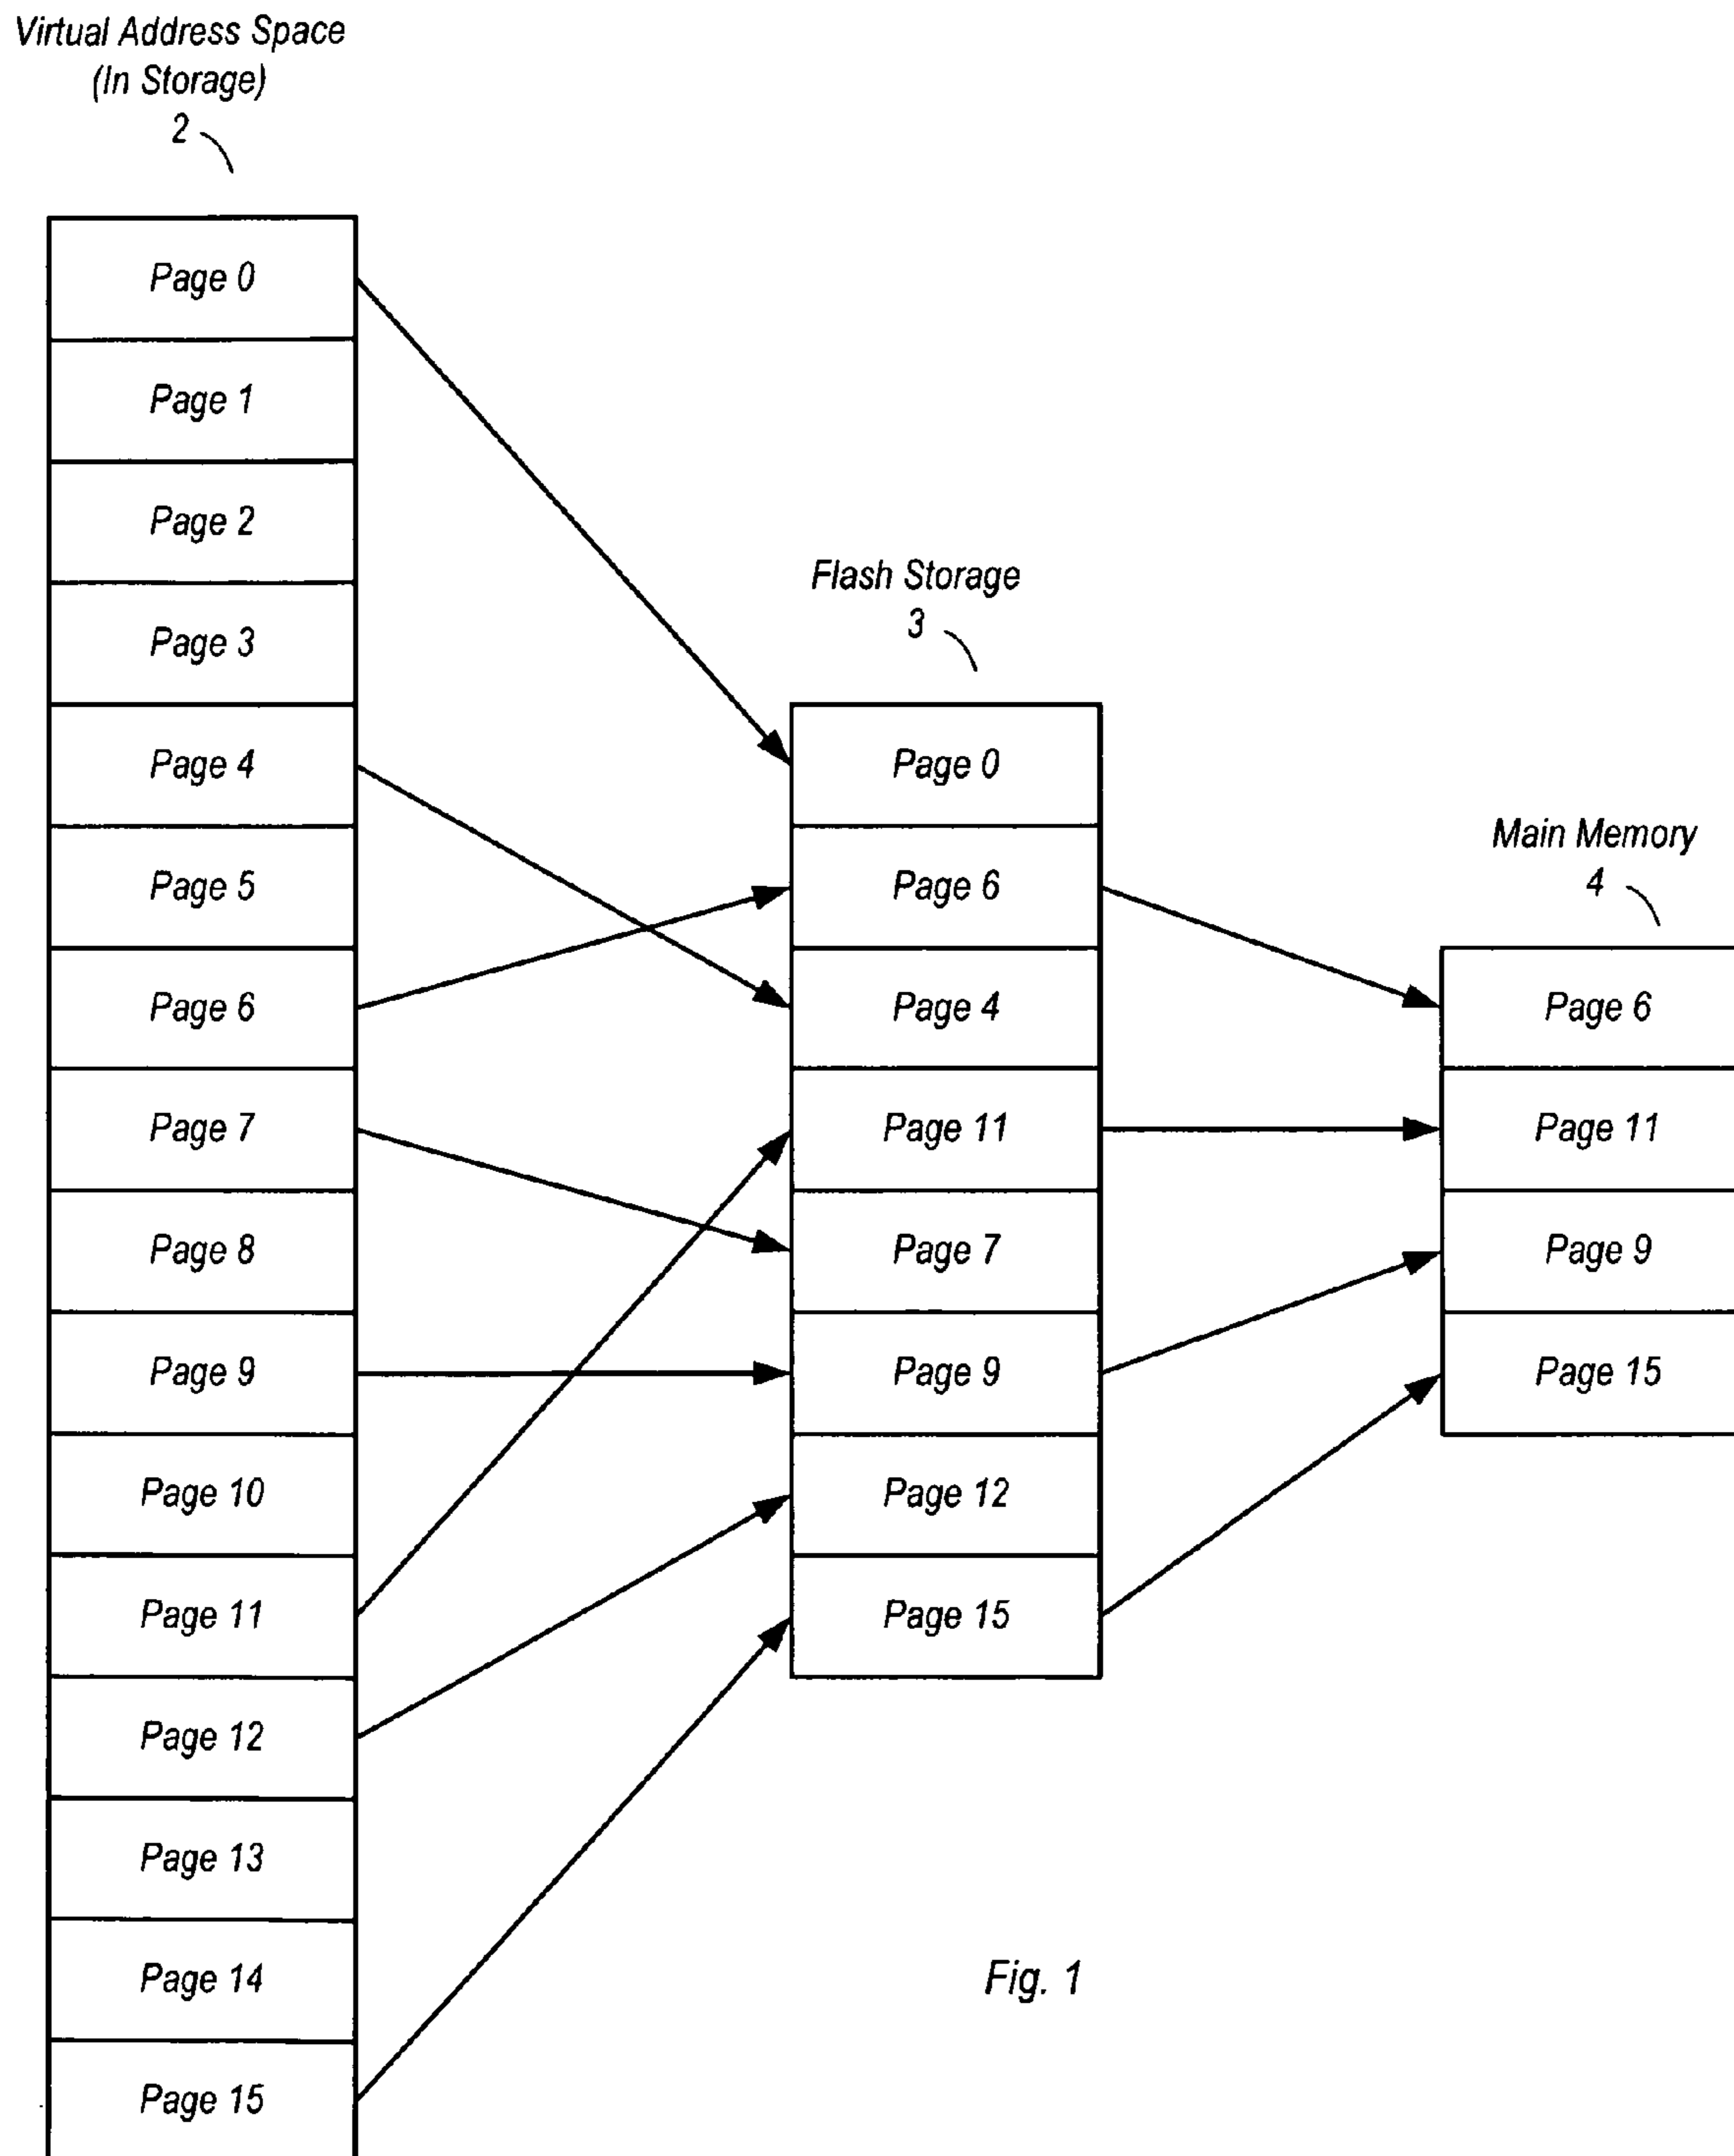 Virtual Address Space
(In Storage)
2
Page 0
Page 1
Page 2
Page 3
Page 4
Page 5
Page 6
Page 7
Page 8
Page 9
Page 10
Page 11
Page 12
Page 13
Page 14
Page 15
Flash Storage
3
Page 0
Page 6
Page 4
Page 11
Page 7
Page 9
Page 12
Page 15
Main Memory
4
Page 6
Page 11
Page 9
Page 15
Fig. 1